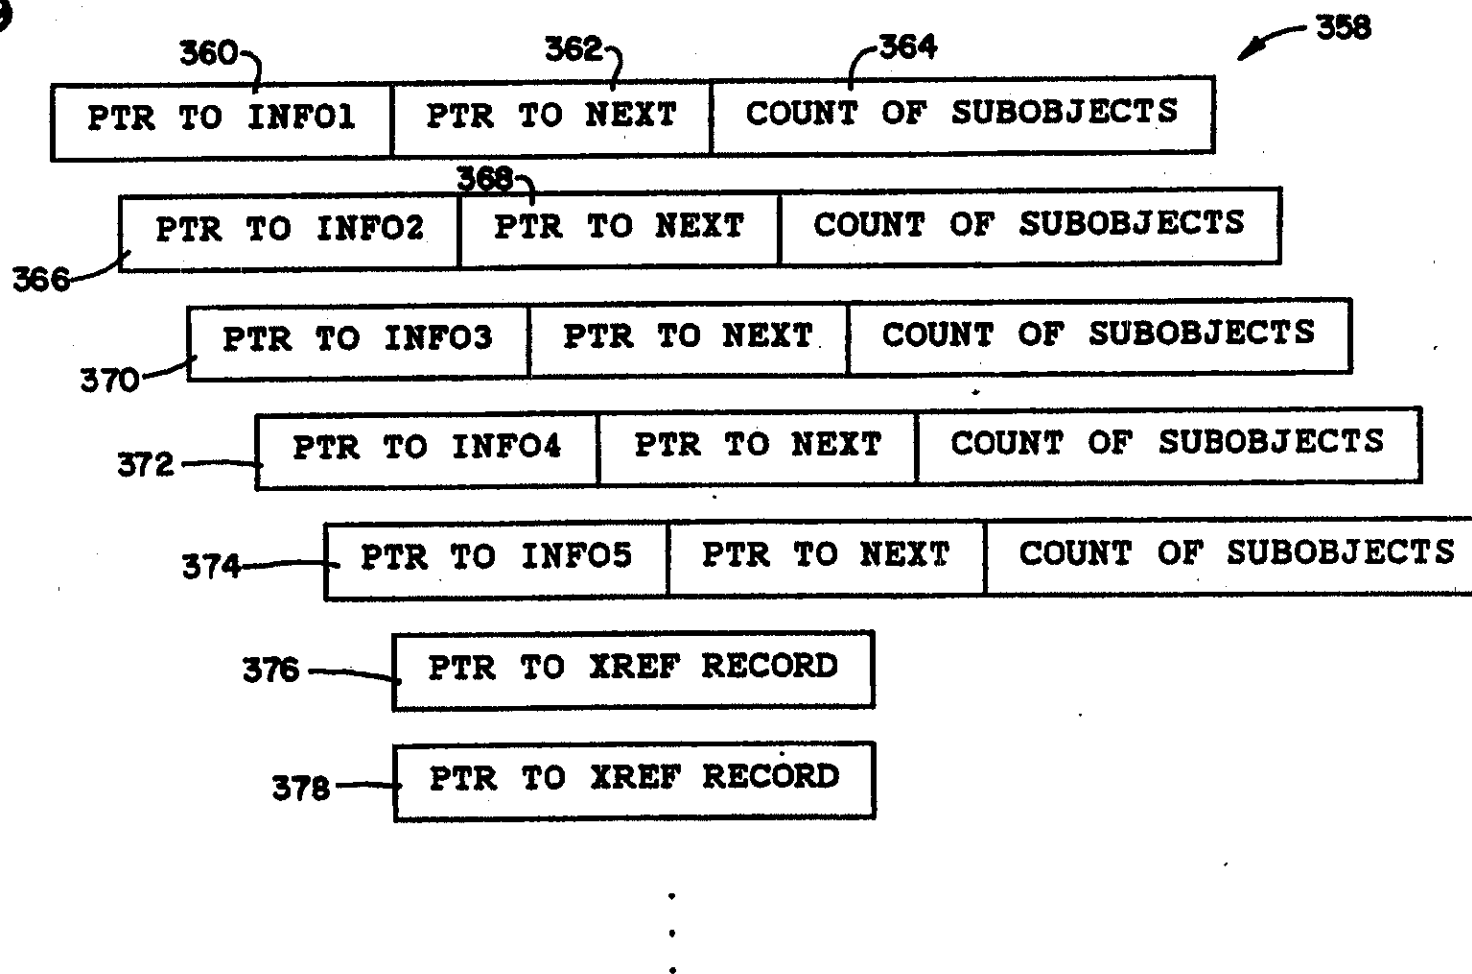 9
358
360 362 364
PTR TO INFO1 PTR TO NEXT COUNT OF SUBOBJECTS
368
PTR TO INFO2 PTR TO NEXT COUNT OF SUBOBJECTS
366
PTR TO INFO3 PTR TO NEXT COUNT OF SUBOBJECTS
370
PTR TO INFO4 PTR TO NEXT COUNT OF SUBOBJECTS
372
PTR TO INFO5 PTR TO NEXT COUNT OF SUBOBJECTS
374
376 PTR TO XREF RECORD
378 PTR TO XREF RECORD